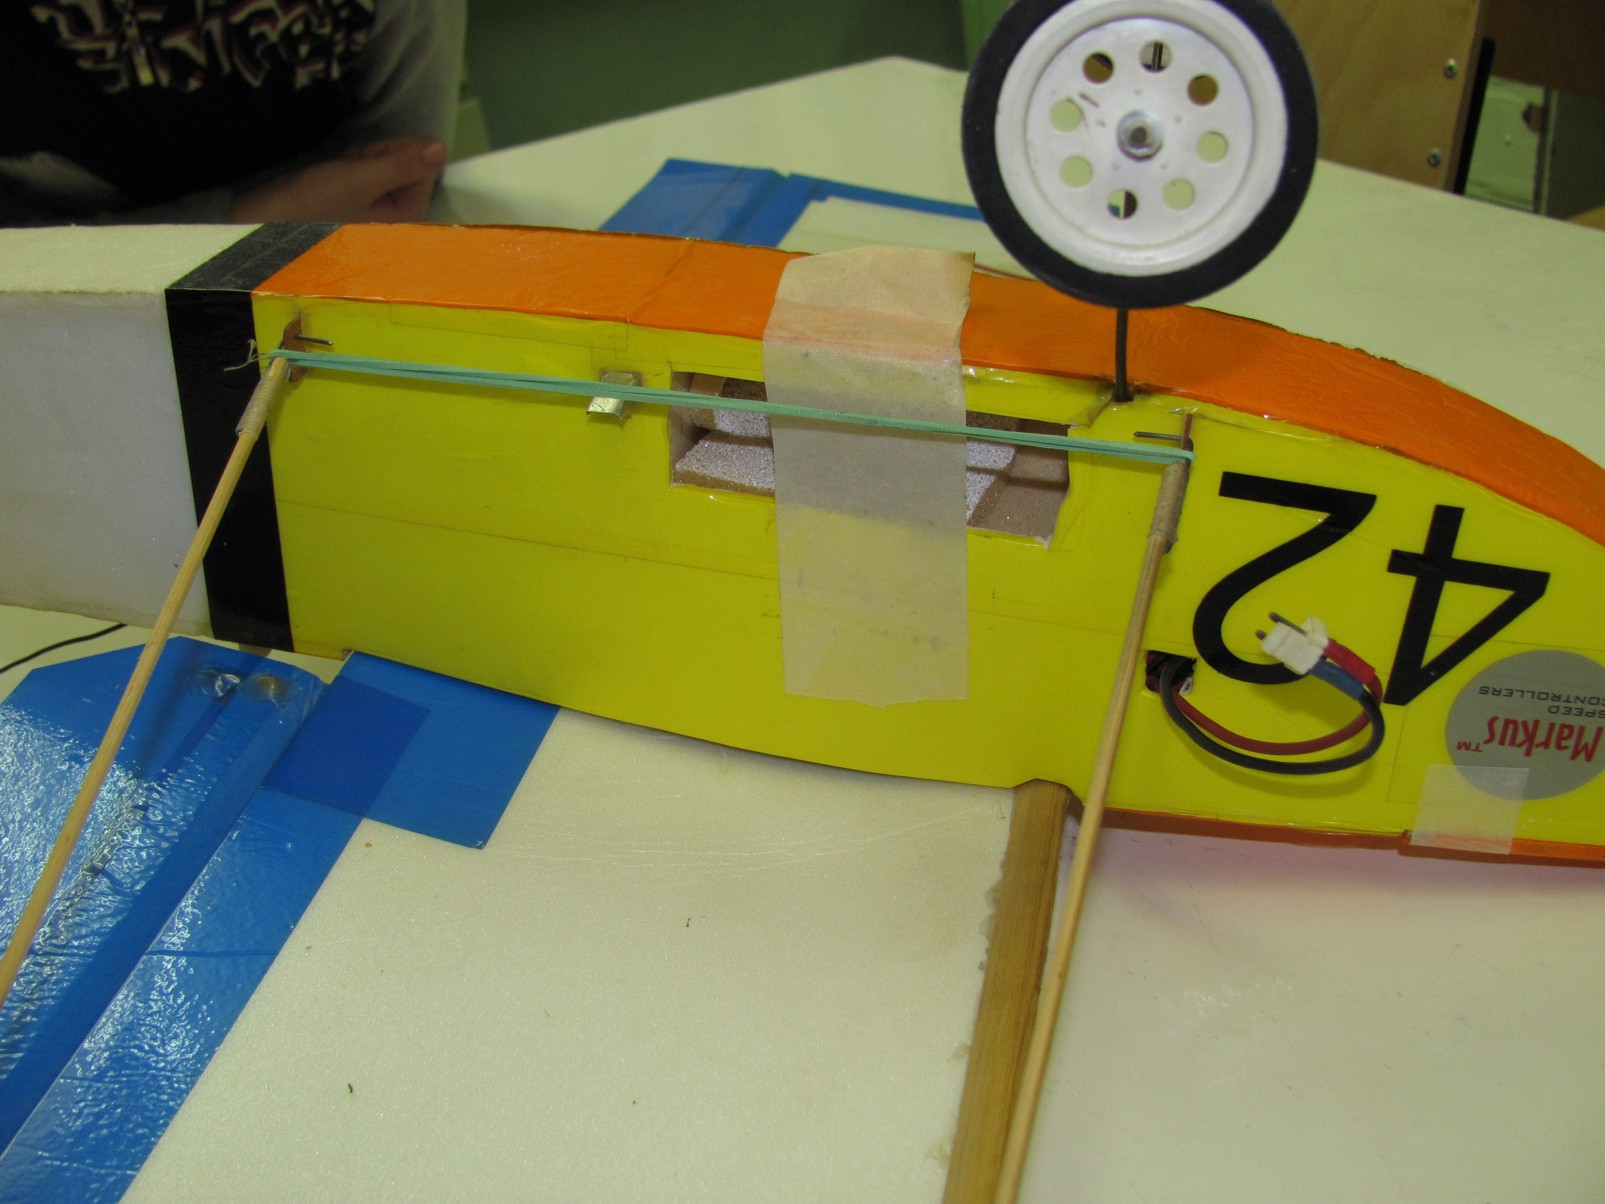 42
Markus™
SPEED
CONTROLLERS